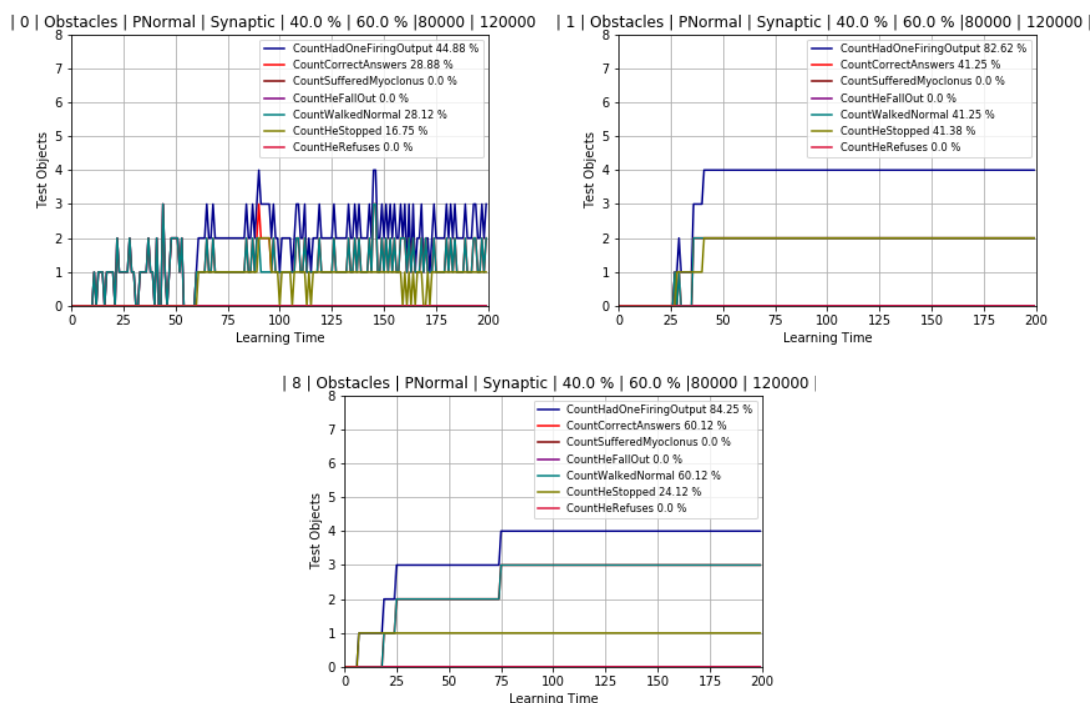 | 0 | Obstacles | PNormal | Synaptic | 40.0 % | 60.0 % |80000 | 120000
8
7
6
5
4
3
2
1
0
Test Objects
CountHadOneFiringOutput 44.88 %
CountCorrectAnswers 28.88 %
CountSufferedMyoclonus 0.0 %
CountHeFallOut 0.0 %
CountWalkedNormal 28.12 %
CountHeStopped 16.75 %
CountHeRefuses 0.0 %
0 25 50 75 100 125 150 175 200
Learning Time
| 1 | Obstacles | PNormal | Synaptic | 40.0 % | 60.0 % |80000 | 120000 |
8
7
6
5
4
3
2
1
0
Test Objects
CountHadOneFiringOutput 82.62 %
CountCorrectAnswers 41.25 %
CountSufferedMyoclonus 0.0 %
CountHeFallOut 0.0 %
CountWalkedNormal 41.25 %
CountHeStopped 41.38 %
CountHeRefuses 0.0 %
0 25 50 75 100 125 150 175 200
Learning Time
| 8 | Obstacles | PNormal | Synaptic | 40.0 % | 60.0 % |80000 | 120000 |
8
7
6
5
4
3
2
1
0
Test Objects
CountHadOneFiringOutput 84.25 %
CountCorrectAnswers 60.12 %
CountSufferedMyoclonus 0.0 %
CountHeFallOut 0.0 %
CountWalkedNormal 60.12 %
CountHeStopped 24.12 %
CountHeRefuses 0.0 %
0 25 50 75 100 125 150 175 200
Learning Time